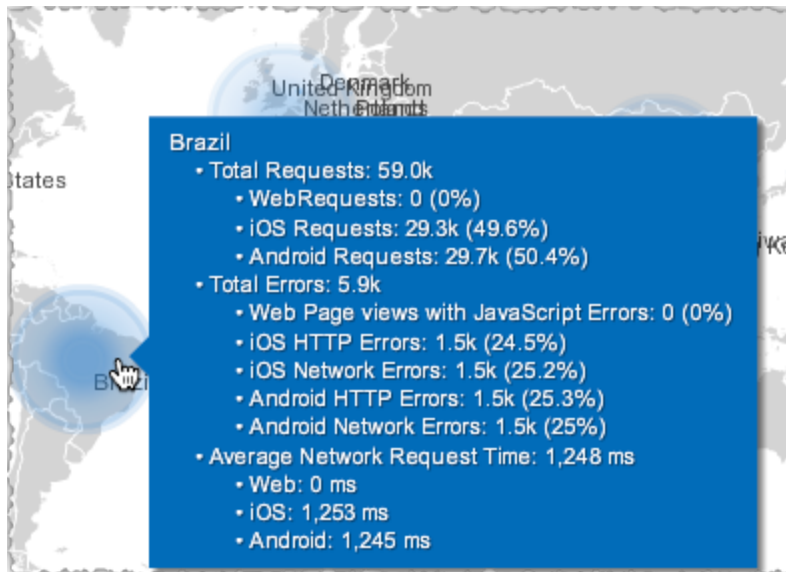 Denmark
United Kingdom
Netherlands
States
Brazil
• Total Requests: 59.0k
• WebRequests: 0 (0%)
• iOS Requests: 29.3k (49.6%)
• Android Requests: 29.7k (50.4%)
• Total Errors: 5.9k
• Web Page views with JavaScript Errors: 0 (0%)
• iOS HTTP Errors: 1.5k (24.5%)
• iOS Network Errors: 1.5k (25.2%)
• Android HTTP Errors: 1.5k (25.3%)
• Android Network Errors: 1.5k (25%)
• Average Network Request Time: 1,248 ms
• Web: 0 ms
• iOS: 1,253 ms
• Android: 1,245 ms